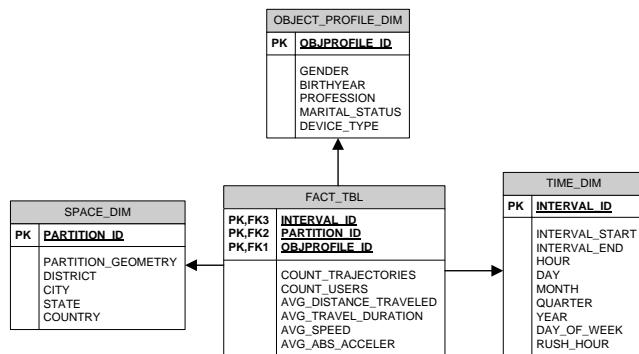 OBJECT_PROFILE_DIM
PK OBJPROFILE_ID
GENDER
BIRTHYEAR
PROFESSION
MARITAL_STATUS
DEVICE_TYPE
SPACE_DIM
PK PARTITION_ID
PARTITION_GEOMETRY
DISTRICT
CITY
STATE
COUNTRY
FACT_TBL
PK,FK3 INTERVAL_ID
PK,FK2 PARTITION_ID
PK,FK1 OBJPROFILE_ID
COUNT_TRAJECTORIES
COUNT_USERS
AVG_DISTANCE_TRAVELED
AVG_TRAVEL_DURATION
AVG_SPEED
AVG_ABS_ACCELER
TIME_DIM
PK INTERVAL_ID
INTERVAL_START
INTERVAL_END
HOUR
DAY
MONTH
QUARTER
YEAR
DAY_OF_WEEK
RUSH_HOUR